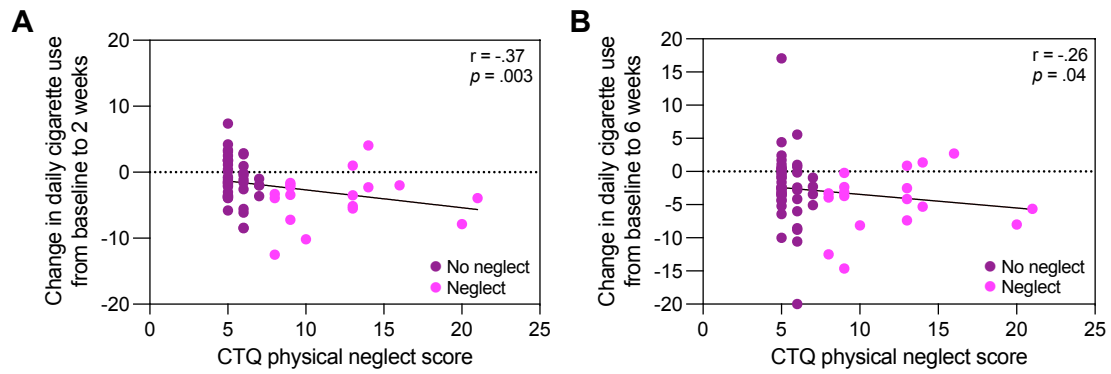 A
Change in daily cigarette use
from baseline to 2 weeks
20
10
0
-10
-20
r = -.37
p = .003
No neglect
Neglect
0 5 10 15 20 25
CTQ physical neglect score
B
Change in daily cigarette use
from baseline to 6 weeks
20
15
10
5
0
-5
-10
-15
-20
r = -.26
p = .04
No neglect
Neglect
0 5 10 15 20 25
CTQ physical neglect score